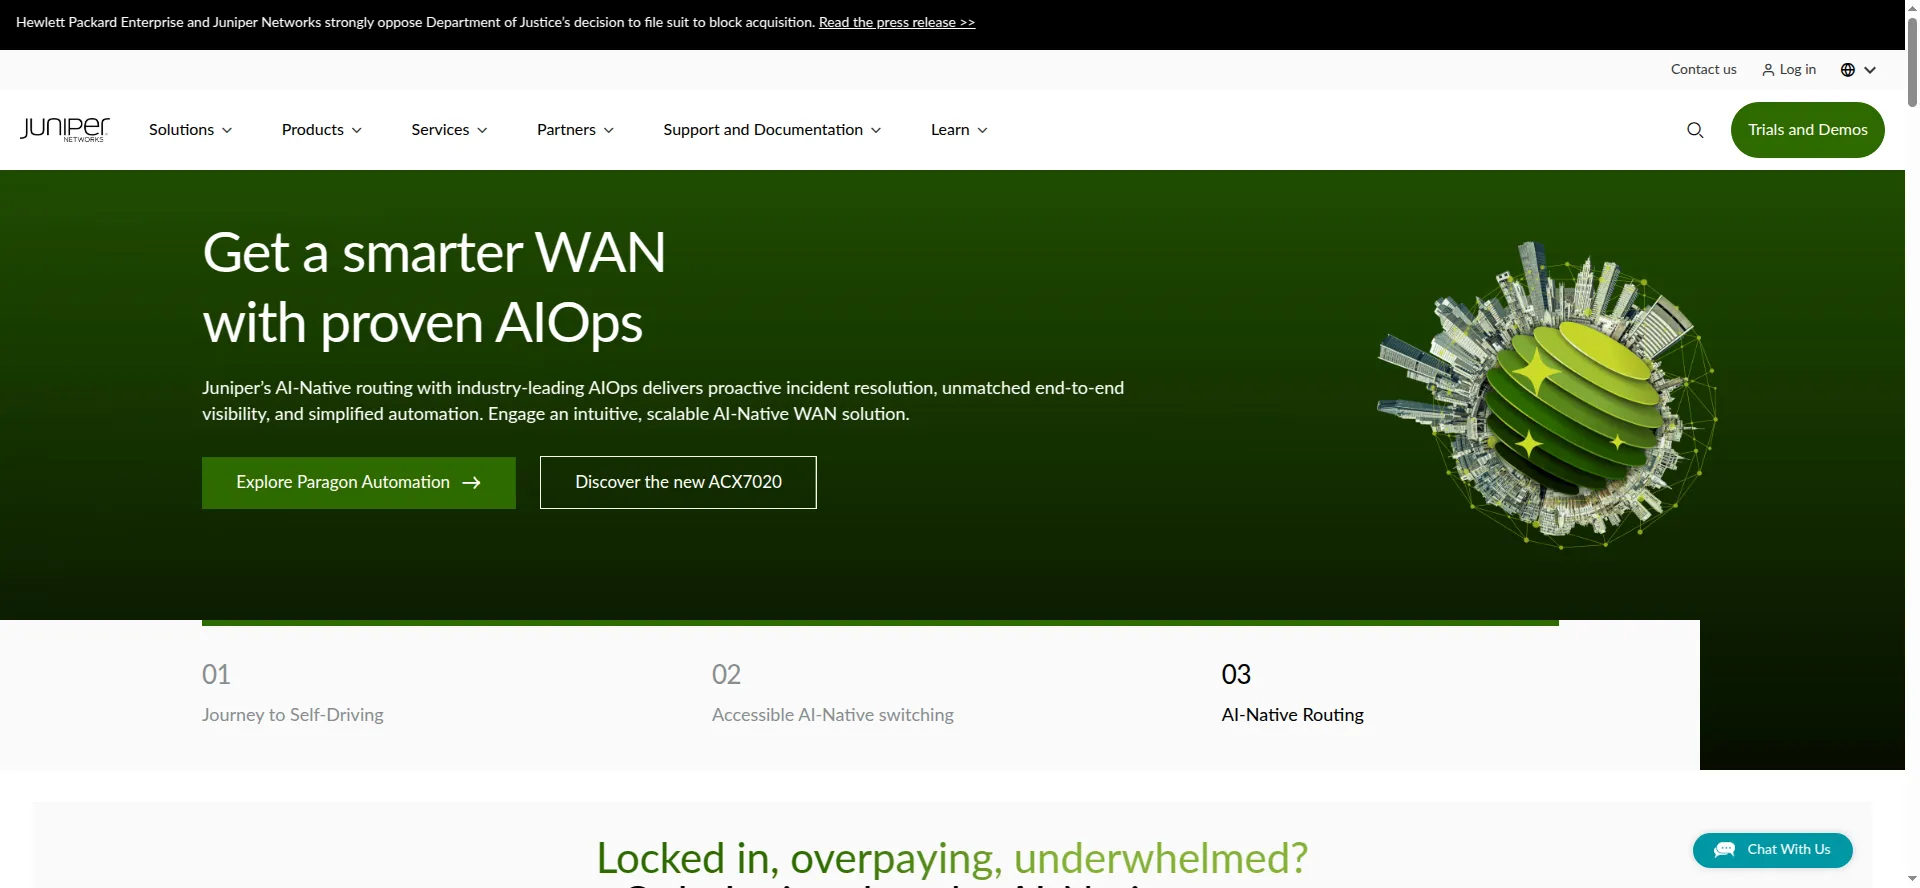 Hewlett Packard Enterprise and Juniper Networks strongly oppose Department of Justice's decision to file suit to block acquisition. Read the press release >>
Contact us
Log in
JUNIPER
NETWORKS
Solutions
Products
Services
Partners
Support and Documentation
Learn
Trials and Demos
Get a smarter WAN
with proven AIOps
Juniper's AI-Native routing with industry-leading AIOps delivers proactive incident resolution, unmatched end-to-end
visibility, and simplified automation. Engage an intuitive, scalable AI-Native WAN solution.
Explore Paragon Automation →
Discover the new ACX7020
01
Journey to Self-Driving
02
Accessible AI-Native switching
03
AI-Native Routing
Locked in, overpaying, underwhelmed?
Chat With Us